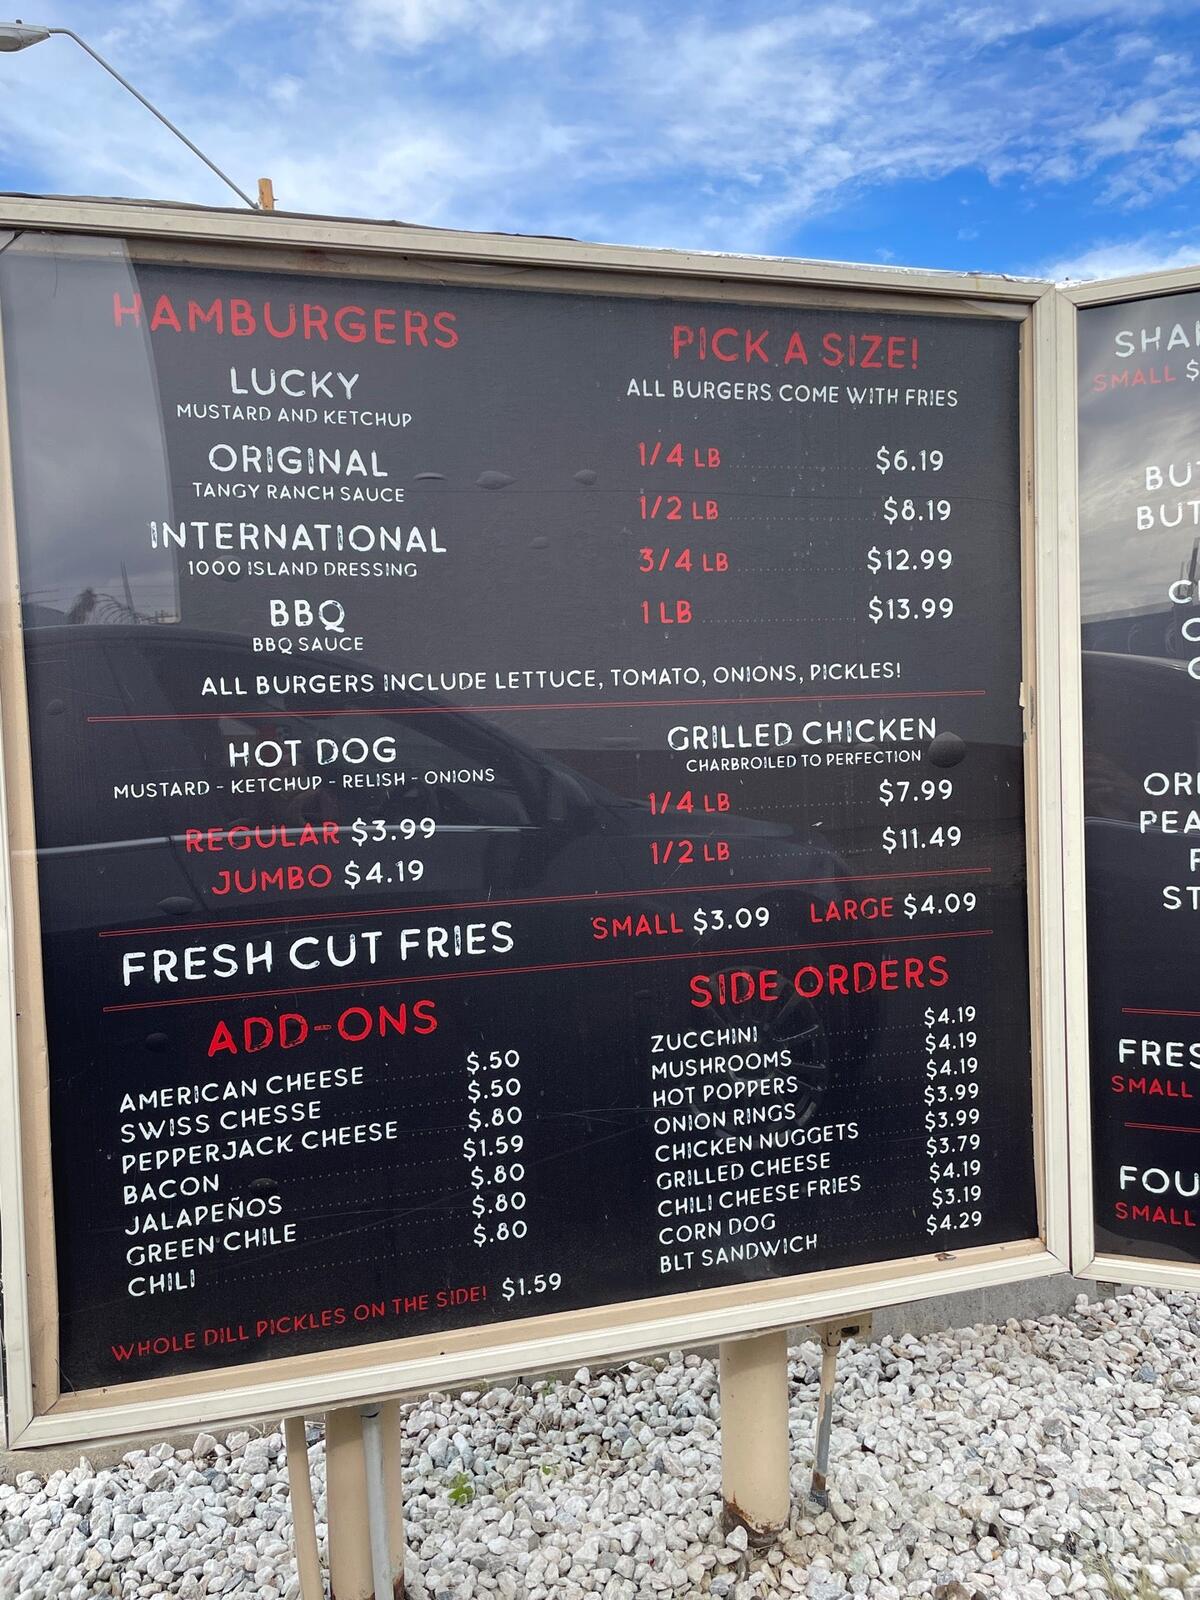 HAMBURGERS
LUCKY
MUSTARD AND KETCHUP
ORIGINAL
TANGY RANCH SAUCE
INTERNATIONAL
1000 ISLAND DRESSING
BBQ
BBQ SAUCE
PICK A SIZE!
ALL BURGERS COME WITH FRIES
1/4 LB $6.19
1/2 LB $8.19
3/4 LB $12.99
1 LB $13.99
ALL BURGERS INCLUDE LETTUCE, TOMATO, ONIONS, PICKLES!
HOT DOG
MUSTARD - KETCHUP - RELISH - ONIONS
REGULAR $3.99
JUMBO $4.19
GRILLED CHICKEN
CHARBROILED TO PERFECTION
1/4 LB $7.99
1/2 LB $11.49
FRESH CUT FRIES SMALL $3.09 LARGE $4.09
ADD-ONS
AMERICAN CHEESE $.50
SWISS CHESSE $.50
PEPPERJACK CHEESE $.80
BACON $1.59
JALAPEÑOS $.80
GREEN CHILE $.80
CHILI $.80
WHOLE DILL PICKLES ON THE SIDE! $1.59
SIDE ORDERS
ZUCCHINI $4.19
MUSHROOMS $4.19
HOT POPPERS $4.19
ONION RINGS $3.99
CHICKEN NUGGETS $3.99
GRILLED CHEESE $3.79
CHILI CHEESE FRIES $4.19
CORN DOG $3.19
BLT SANDWICH $4.29
SMALL $
SMALL
SMALL